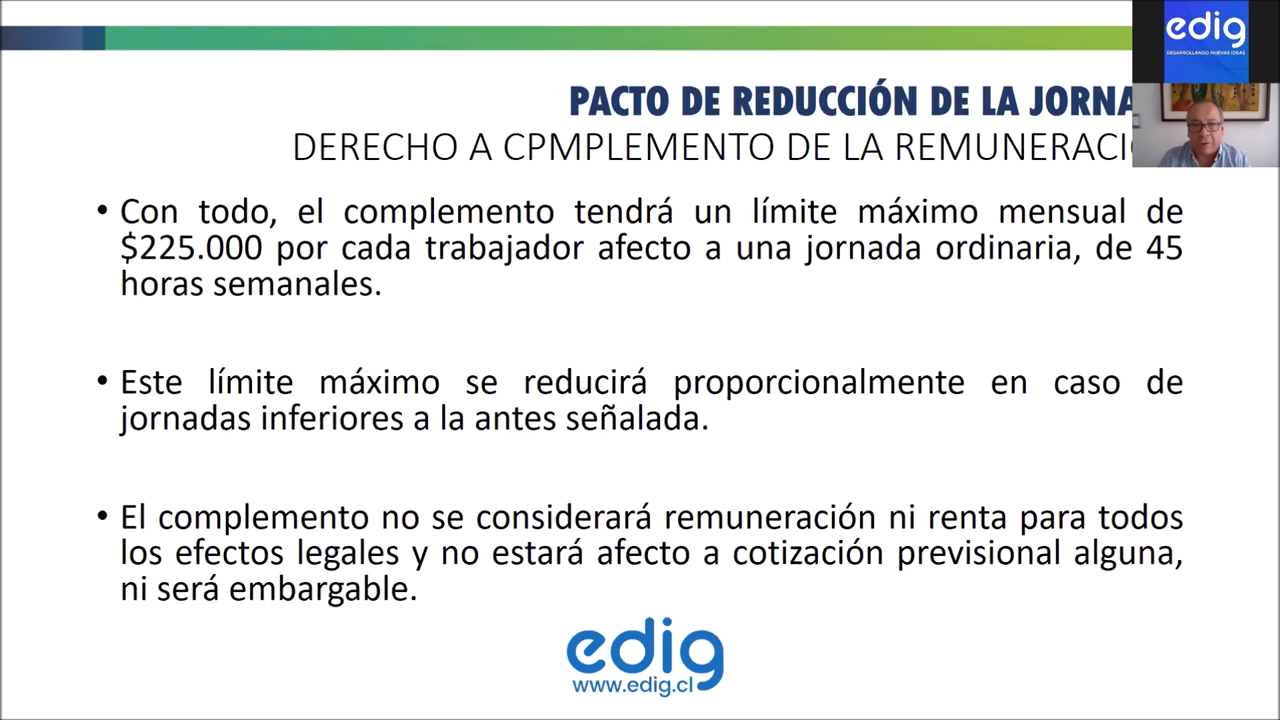 edig
DESARROLLANDO NUEVAS IDEAS
PACTO DE REDUCCIÓN DE LA
DERECHO A CPMPLEMENTO DE LA
• Con todo, el complemento tendrá un límite máximo mensual de
$225.000 por cada trabajador afecto a una jornada ordinaria, de 45
horas semanales.
• Este límite máximo se reducirá proporcionalmente en caso de
jornadas inferiores a la antes señalada.
• El complemento no se considerará remuneración ni renta para todos
los efectos legales y no estará afecto a cotización previsional alguna,
ni será embargable.
edig
www.edig.cl